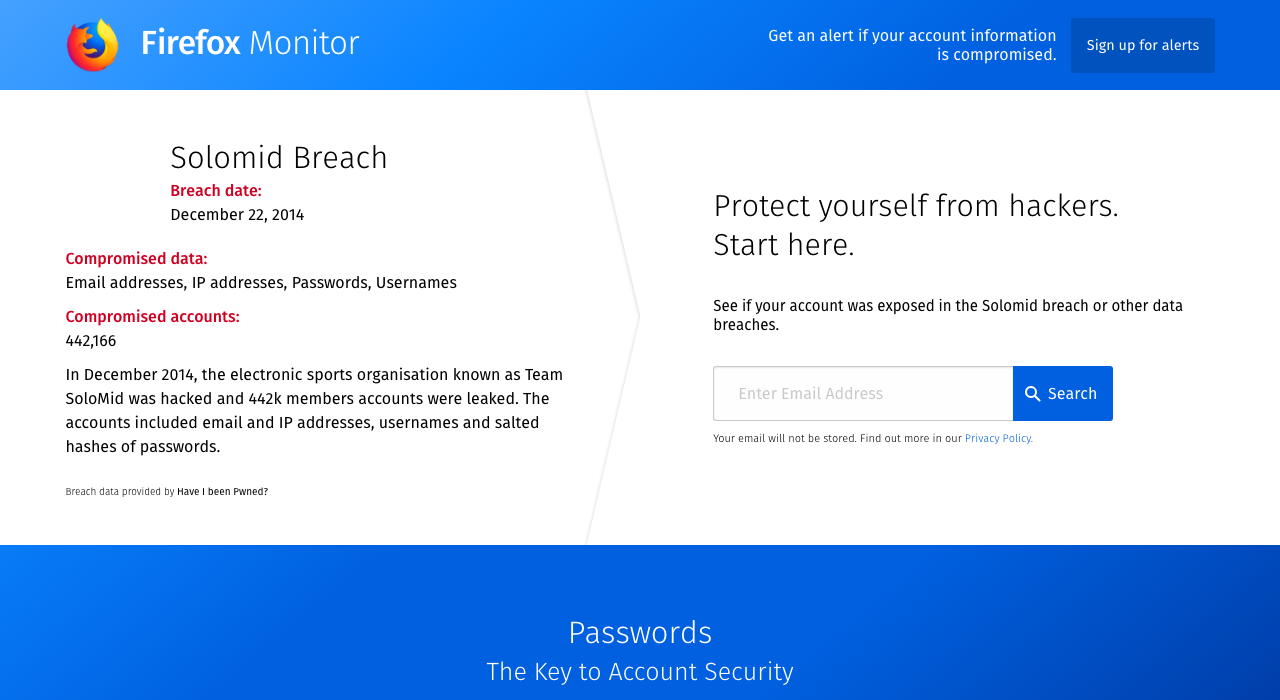 Firefox Monitor
Get an alert if your account information
is compromised.
Sign up for alerts
Solomid Breach
Breach date:
December 22, 2014
Compromised data:
Email addresses, IP addresses, Passwords, Usernames
Compromised accounts:
442,166
In December 2014, the electronic sports organisation known as Team
SoloMid was hacked and 442k members accounts were leaked. The
accounts included email and IP addresses, usernames and salted
hashes of passwords.
Breach data provided by Have I been Pwned?
Protect yourself from hackers.
Start here.
See if your account was exposed in the Solomid breach or other data
breaches.
Enter Email Address
Search
Your email will not be stored. Find out more in our Privacy Policy.
Passwords
The Key to Account Security